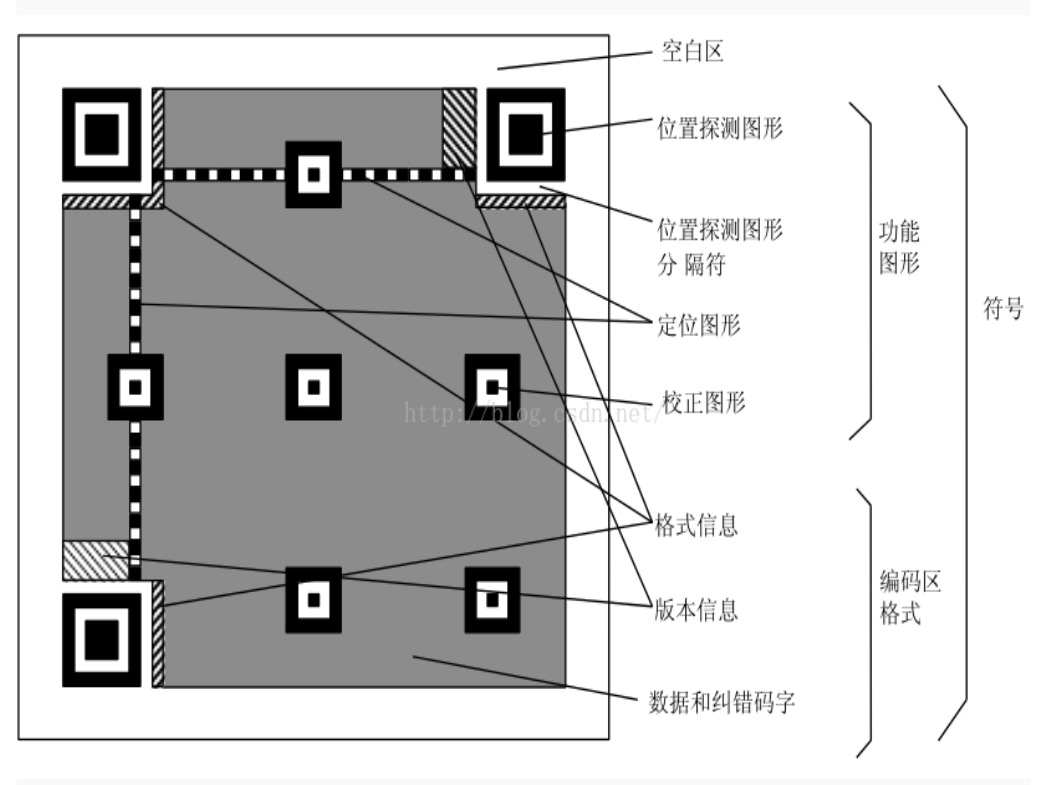 空白区
位置探测图形
位置探测图形
分 隔符
功能
图形
符号
定位图形
校正图形
http://blog.csdn.net/
格式信息
编码区
格式
版本信息
数据和纠错码字